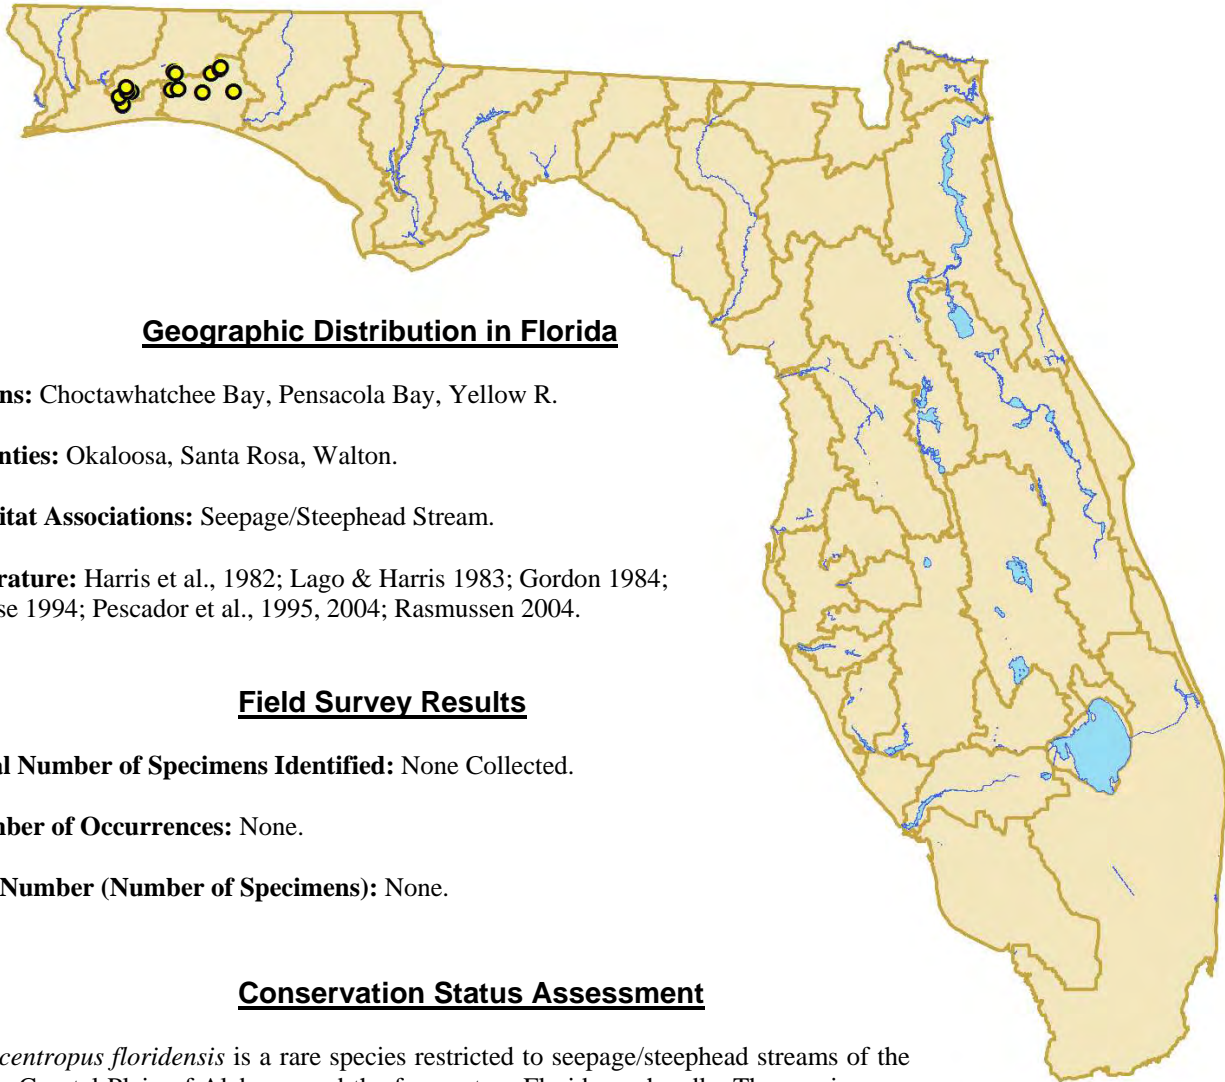 Geographic Distribution in Florida
ns: Choctawhatchee Bay, Pensacola Bay, Yellow R.
nties: Okaloosa, Santa Rosa, Walton.
itat Associations: Seepage/Steephead Stream.
rature: Harris et al., 1982; Lago & Harris 1983; Gordon 1984;
se 1994; Pescador et al., 1995, 2004; Rasmussen 2004.
Field Survey Results
al Number of Specimens Identified: None Collected.
mber of Occurrences: None.
Number (Number of Specimens): None.
Conservation Status Assessment
centropus floridensis is a rare species restricted to seepage/steephead streams of the